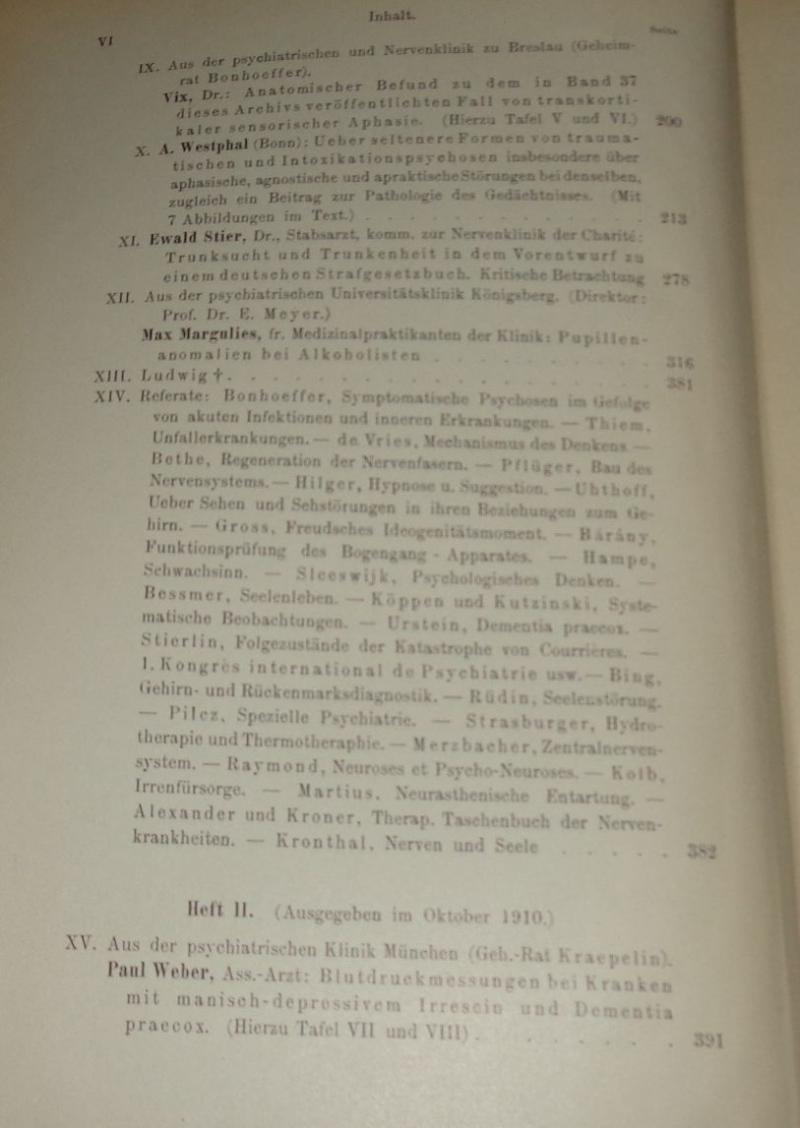 Inhalt.
VI
Seite
IX. Aus der psychiatrischen und Nervenklinik zu Breslau (Geheim-
rat Bonhoeffer).
Vix, Dr.: Anatomischer Befund zu dem in Band 37
dieses Archivs veröffentlichten Fall von transkorti-
kaler sensorischer Aphasie. (Hierzu Tafel V und VI.) 200
X. A. Westphal (Bonn): Ueber seltenere Formen von trauma-
tischen und Intoxikationspsychosen insbesondere über
aphasische, agnostische und apraktische Störungen bei denselben,
zugleich ein Beitrag zur Pathologie des Gedächtnisses. (Mit
7 Abbildungen im Text.) . . . . . . . . . . . . 213
XI. Ewald Stier, Dr., Stabsarzt, komm. zur Nervenklinik der Charité:
Trunksucht und Trunkenheit in dem Vorentwurf zu
einem deutschen Strafgesetzbuch. Kritische Betrachtung 278
XII. Aus der psychiatrischen Universitätsklinik Königsberg. (Direktor:
Prof. Dr. E. Meyer.)
Max Margulies, fr. Medizinalpraktikanten der Klinik: Pupillen-
anomalien bei Alkoholisten . . . . . . . . 316
XIII. Ludwig †. . . . . . . . . . . . . . . . 381
XIV. Referate: Bonhoeffer, Symptomatische Psychosen im Gefolge
von akuten Infektionen und inneren Erkrankungen. — Thiem,
Unfallerkrankungen. — de Vries, Mechanismus des Denkens —
Bethe, Regeneration der Nervenfasern. — Pflüger, Bau des
Nervensystems. — Hilger, Hypnose u. Suggestion. — Uhthoff,
Ueber Sehen und Sehstörungen in ihren Beziehungen zum Ge-
hirn. — Gross, Freudsches Ideogenitätsmoment. — Bárány,
Funktionsprüfung des Bogengang-Apparates. — Hampe,
Schwachsinn. — Sleeswijk, Psychologisches Denken. —
Bessmer, Seelenleben. — Köppen und Kutzinski, Syste-
matische Beobachtungen. — Urstein, Dementia praecox. —
Stierlin, Folgezustände der Katastrophe von Courrières. —
I. Kongrès international de Psychiatrie usw. — Bing,
Gehirn- und Rückenmarksdiagnostik. — Rüdin, Seelenstörung.
— Pilcz, Spezielle Psychiatrie. — Strasburger, Hydro-
therapie und Thermotheraphie. — Merzbacher, Zentralnerven-
system. — Raymond, Neuroses et Psycho-Neuroses. — Kolb,
Irrenfürsorge. — Martius, Neurasthenische Entartung. —
Alexander und Kroner, Therap. Taschenbuch der Nerven-
krankheiten. — Kronthal, Nerven und Seele . . . . . 382
Heft II. (Ausgegeben im Oktober 1910.)
XV. Aus der psychiatrischen Klinik München (Geh.-Rat Kraepelin).
Paul Weber, Ass.-Arzt: Blutdruckmessungen bei Kranken
mit manisch-depressivem Irresein und Dementia
praecox. (Hierzu Tafel VII und VIII) . . . . . . 391